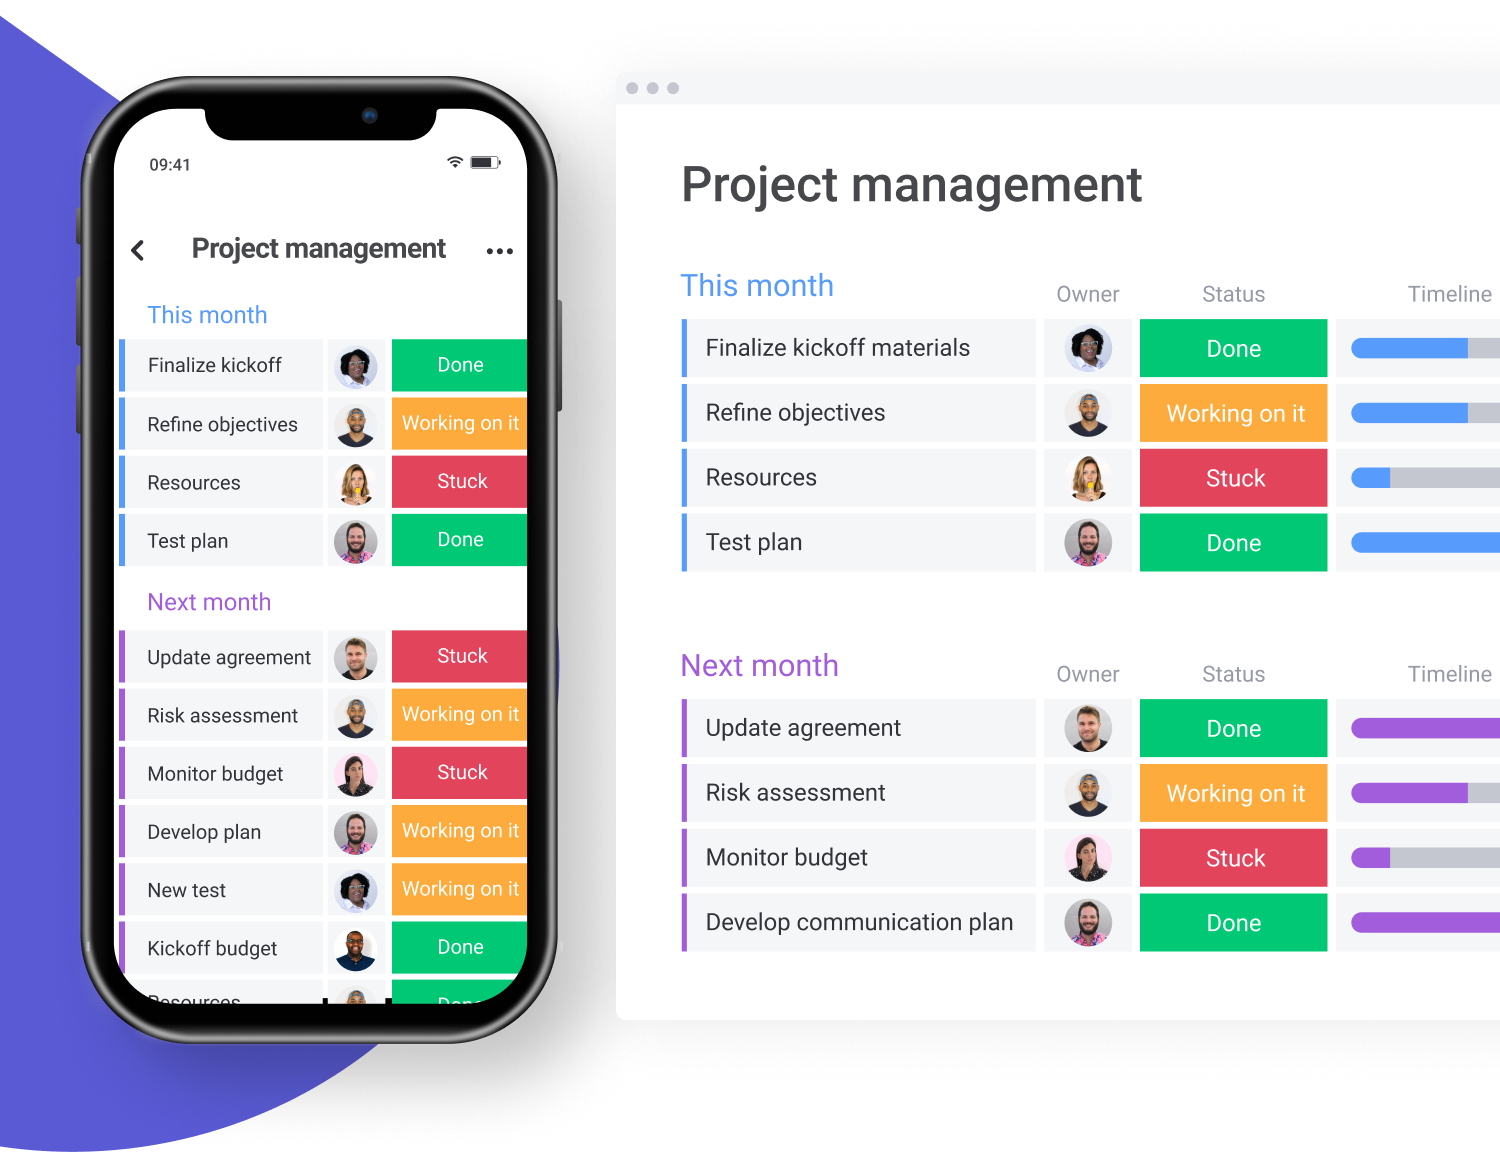 09:41
Project management
This month
Finalize kickoff
Done
Refine objectives
Working on it
Resources
Stuck
Test plan
Done
Next month
Update agreement
Stuck
Risk assessment
Working on it
Monitor budget
Stuck
Develop plan
Working on it
New test
Working on it
Kickoff budget
Done
Resources
Done
Project management
This month
Owner
Status
Timeline
Finalize kickoff materials
Done
Refine objectives
Working on it
Resources
Stuck
Test plan
Done
Next month
Owner
Status
Timeline
Update agreement
Done
Risk assessment
Working on it
Monitor budget
Stuck
Develop communication plan
Done